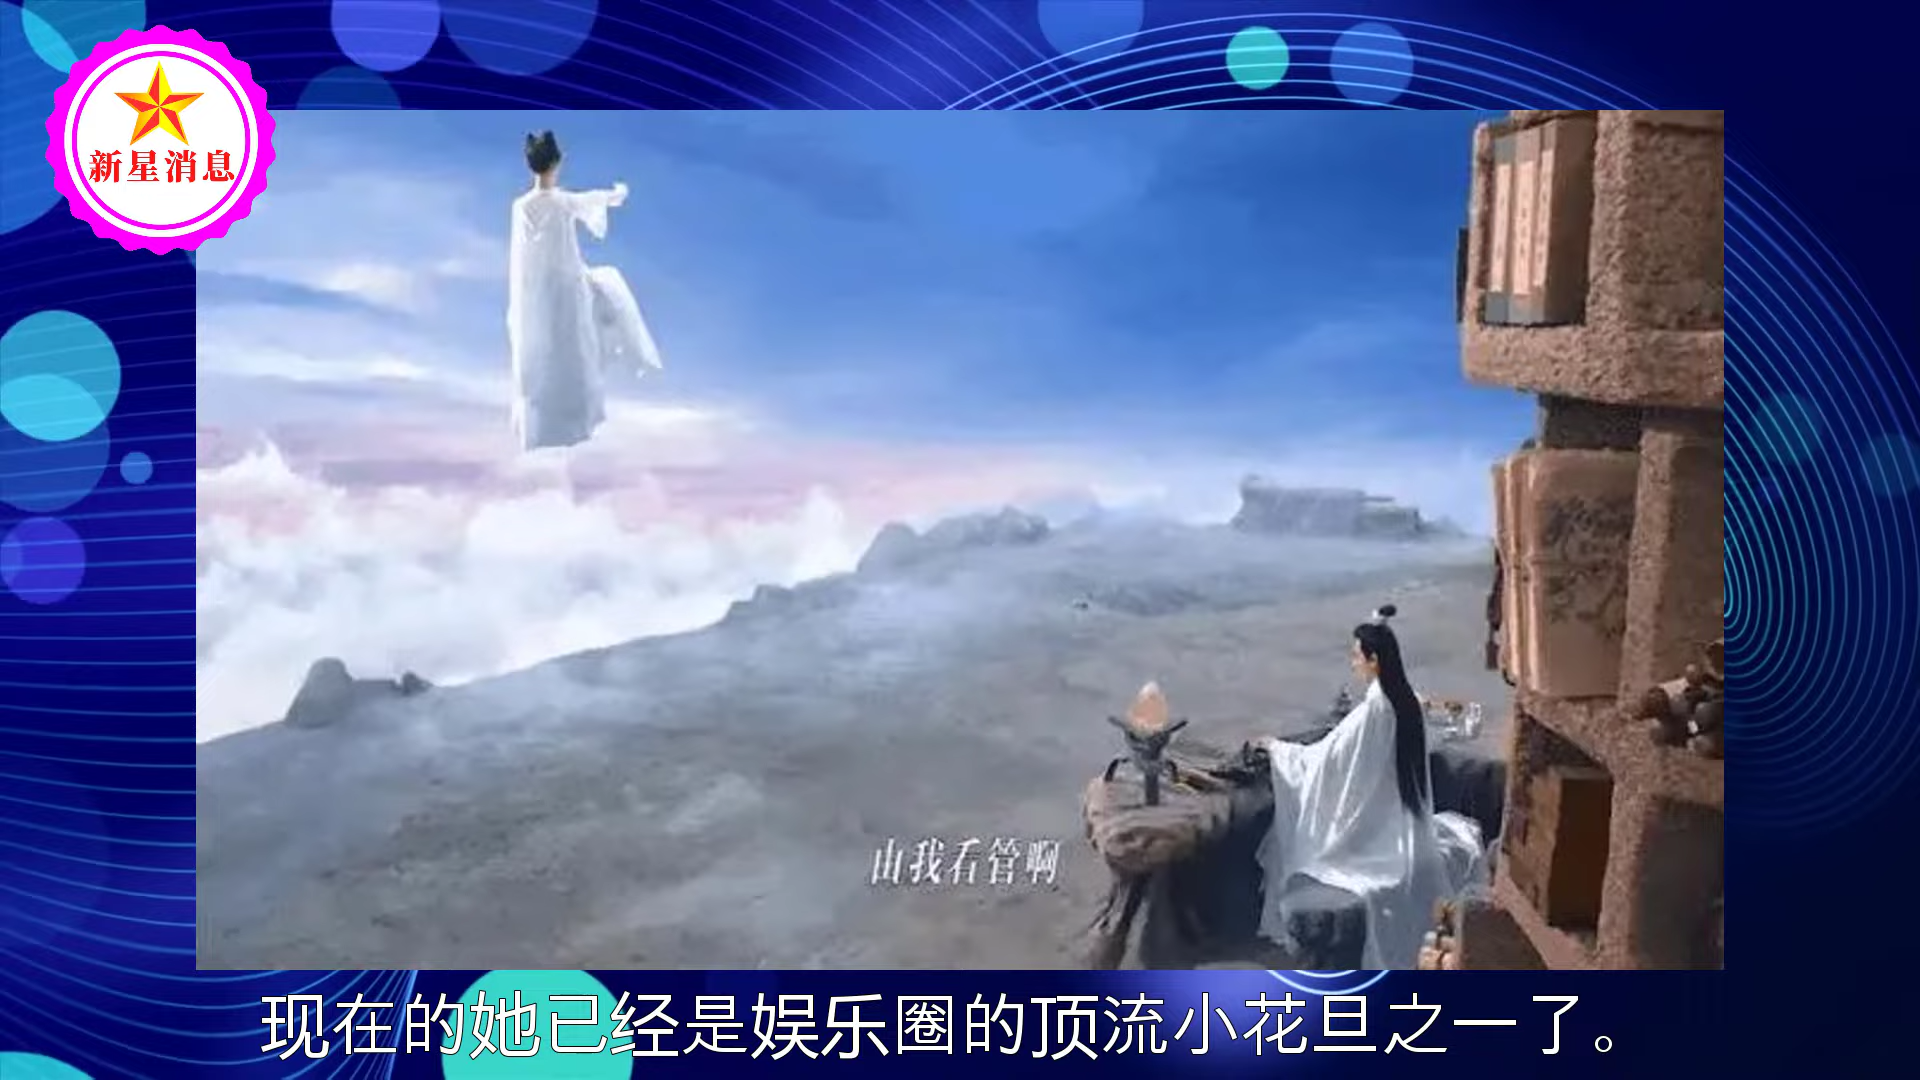 新星消息
由我看管啊
现在的她已经是娱乐圈的顶流小花旦之一了。